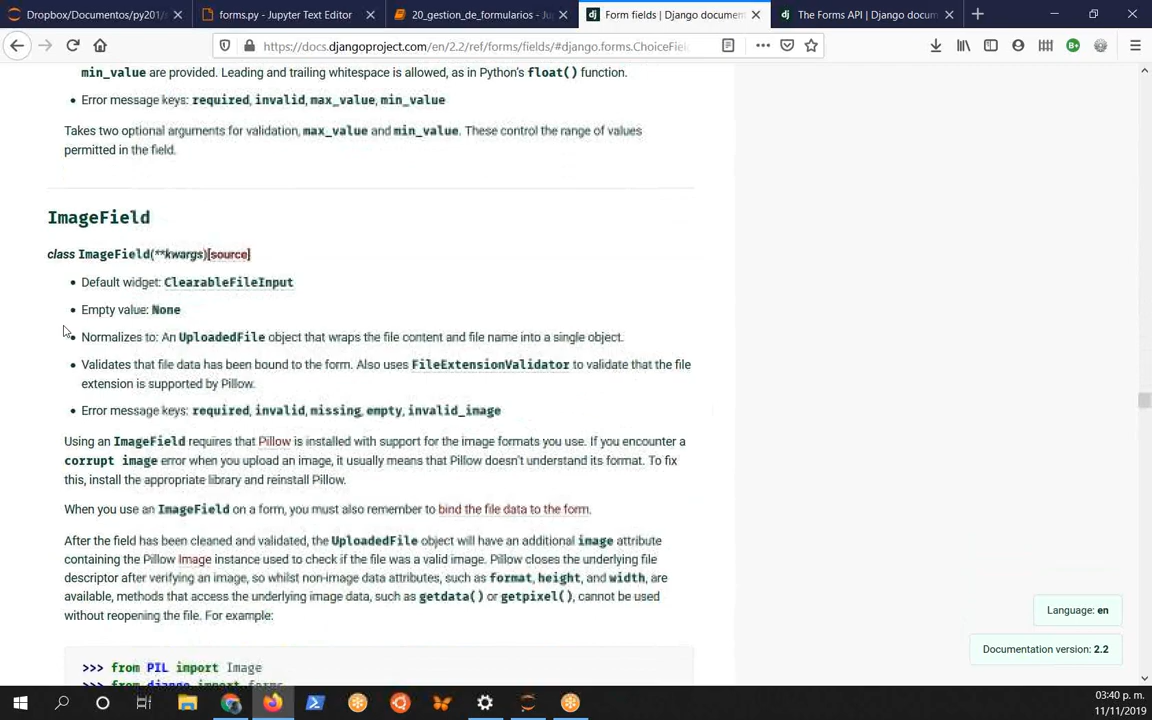 Dropbox/Documentos/py201/
forms.py - Jupyter Text Editor
20_gestion_de_formularios - Ju
Form fields | Django documen
The Forms API | Django docum
https://docs.djangoproject.com/en/2.2/ref/forms/fields/#django.forms.ChoiceFie
min_value are provided. Leading and trailing whitespace is allowed, as in Python's float() function.
• Error message keys: required, invalid, max_value, min_value
Takes two optional arguments for validation, max_value and min_value. These control the range of values
permitted in the field.
ImageField
class ImageField(**kwargs)[source]
• Default widget: ClearableFileInput
• Empty value: None
• Normalizes to: An UploadedFile object that wraps the file content and file name into a single object.
• Validates that file data has been bound to the form. Also uses FileExtensionValidator to validate that the file
extension is supported by Pillow.
• Error message keys: required, invalid, missing, empty, invalid_image
Using an ImageField requires that Pillow is installed with support for the image formats you use. If you encounter a
corrupt image error when you upload an image, it usually means that Pillow doesn't understand its format. To fix
this, install the appropriate library and reinstall Pillow.
When you use an ImageField on a form, you must also remember to bind the file data to the form.
After the field has been cleaned and validated, the UploadedFile object will have an additional image attribute
containing the Pillow Image instance used to check if the file was a valid image. Pillow closes the underlying file
descriptor after verifying an image, so whilst non-image data attributes, such as format, height, and width, are
available, methods that access the underlying image data, such as getdata() or getpixel(), cannot be used
without reopening the file. For example:
>>> from PIL import Image
>>> from django import forms
Language: en
Documentation version: 2.2
03:40 p. m.
11/11/2019